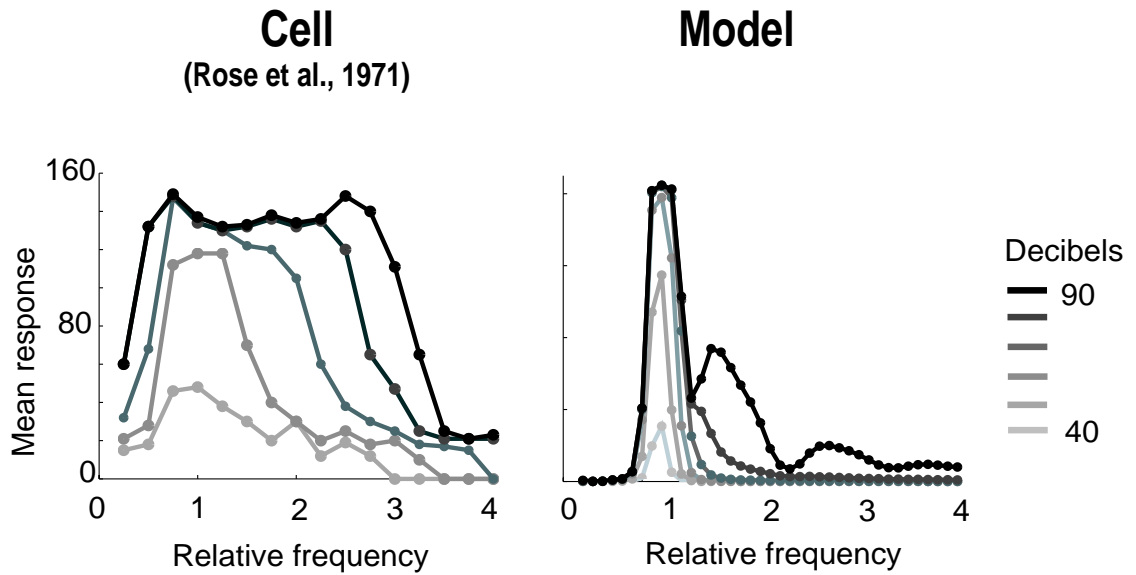 Cell
(Rose et al., 1971)
Model
160
80
0
Mean response
0 1 2 3 4
Relative frequency
0 1 2 3 4
Relative frequency
Decibels
90
40